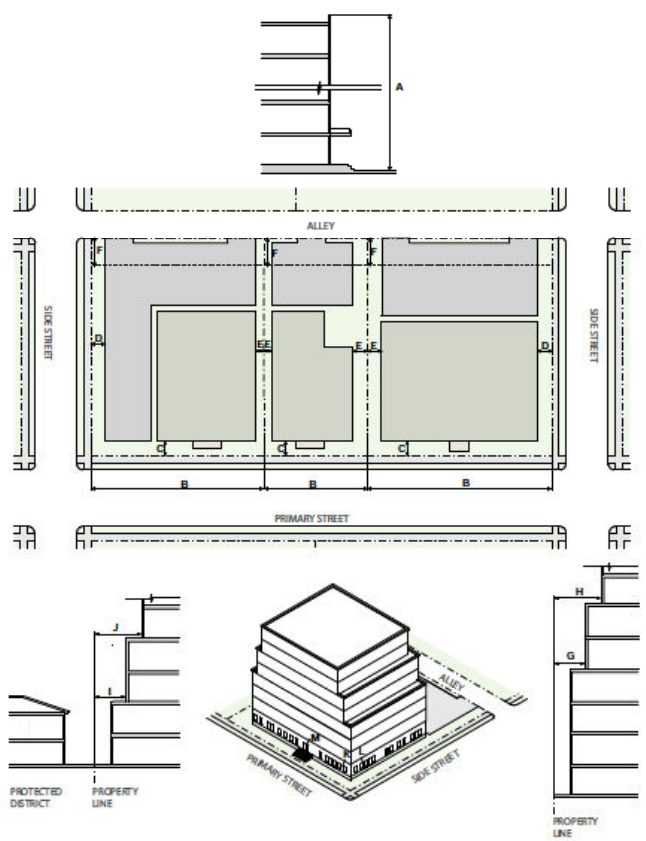 A
ALLEY
F
F
F
SIDE STREET
SIDE STREET
D
E
E
E
E
D
C
C
C
B
B
B
PRIMARY STREET
J
I
PROTECTED
DISTRICT
PROPERTY
LINE
ALLEY
M
K
L
PRIMARY STREET
SIDE STREET
H
G
PROPERTY
LINE